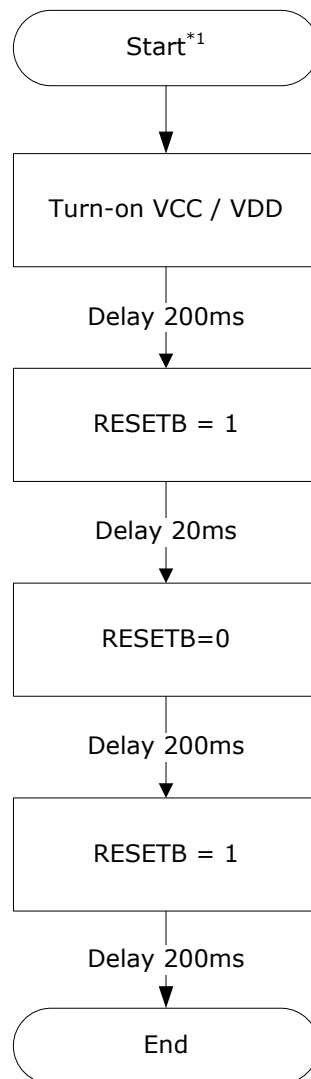 Start*1
Turn-on VCC / VDD
Delay 200ms
RESETB = 1
Delay 20ms
RESETB=0
Delay 200ms
RESETB = 1
Delay 200ms
End